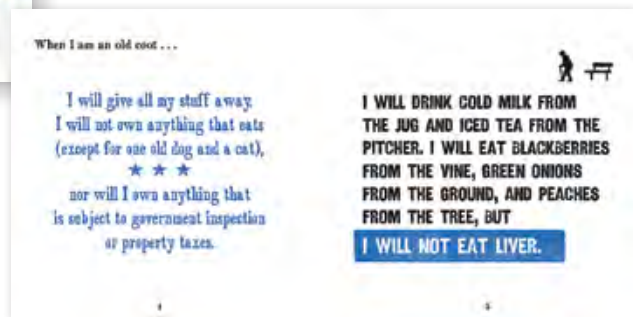 When I am an old coot . . .
I will give all my stuff away.
I will not own anything that eats
(except for one old dog and a cat),
★ ★ ★
nor will I own anything that
is subject to government inspection
or property taxes.
I WILL DRINK COLD MILK FROM
THE JUG AND ICED TEA FROM THE
PITCHER. I WILL EAT BLACKBERRIES
FROM THE VINE, GREEN ONIONS
FROM THE GROUND, AND PEACHES
FROM THE TREE, BUT
I WILL NOT EAT LIVER.